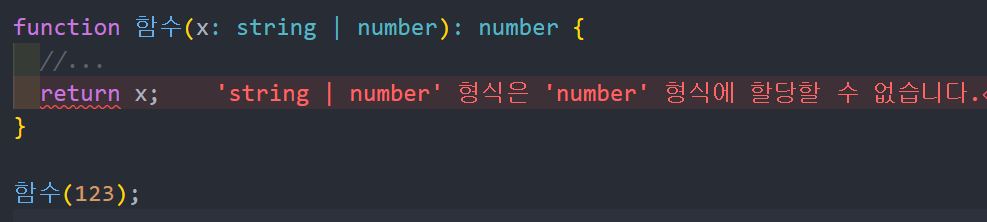 function 함수(x: string | number): number {
//...
return x; 'string | number' 형식은 'number' 형식에 할당할 수 없습니다.
}
함수(123);